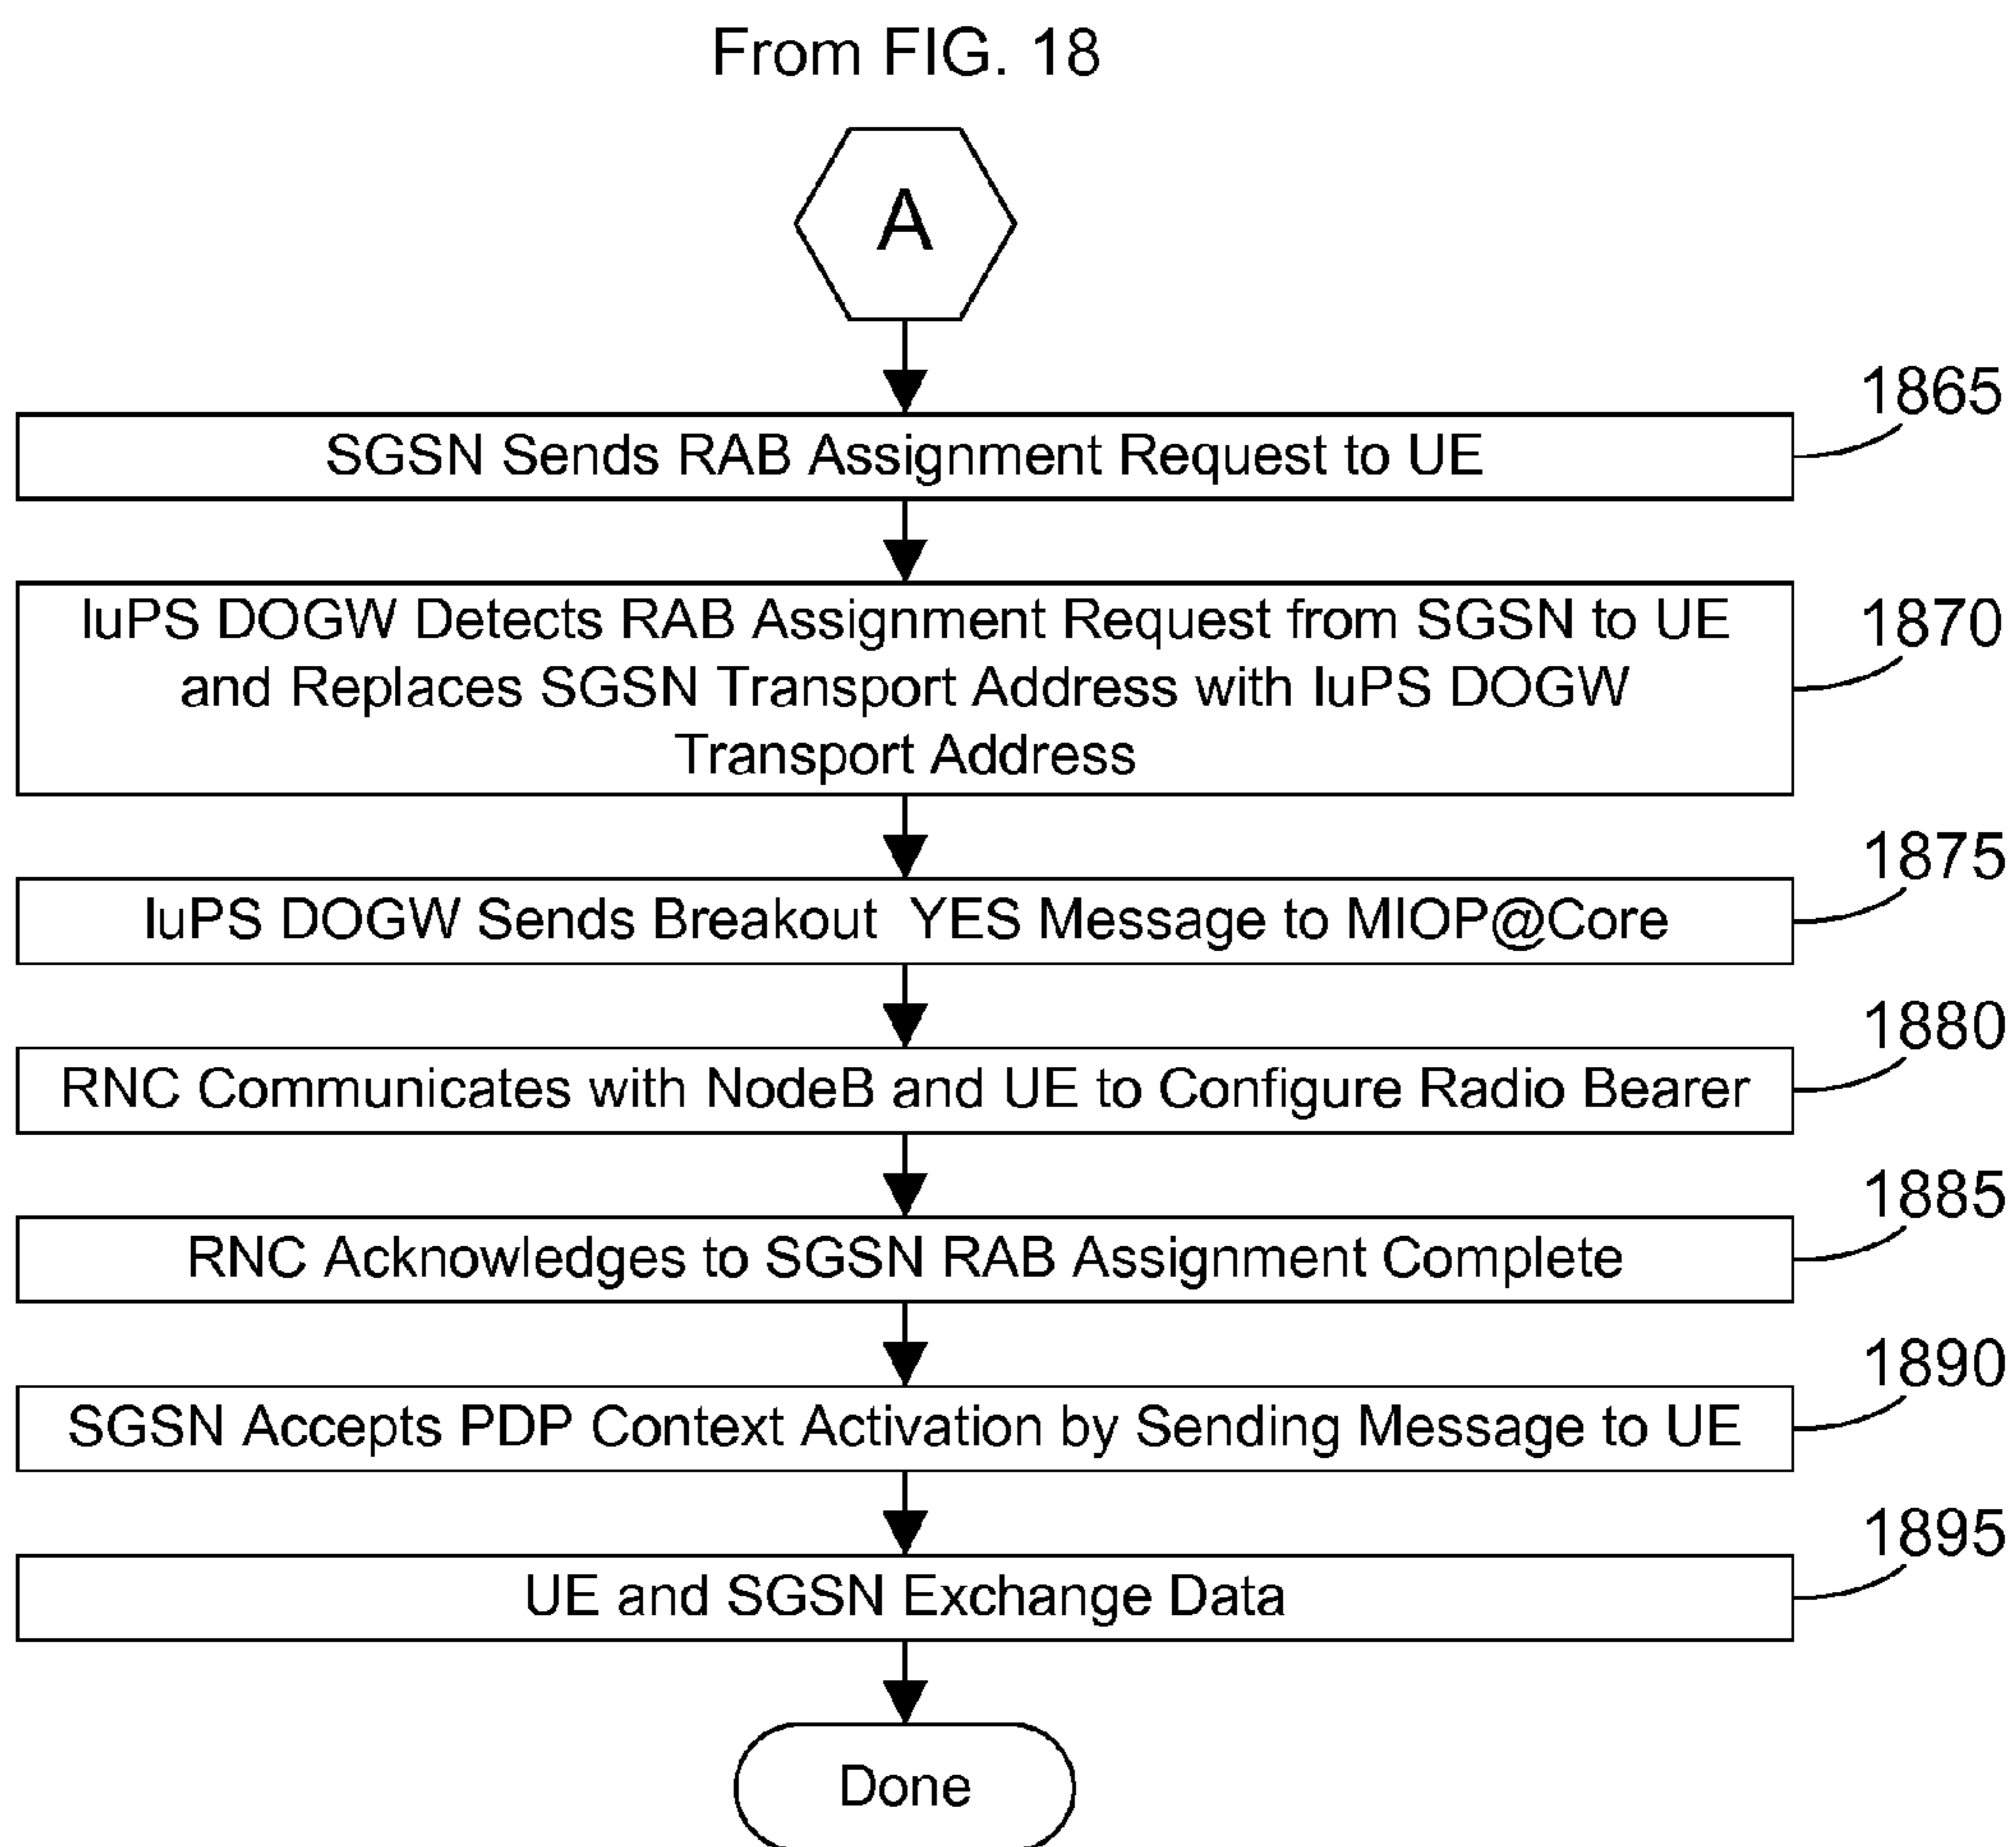 From FIG. 18
A
1865
SGSN Sends RAB Assignment Request to UE
1870
IuPS DOGW Detects RAB Assignment Request from SGSN to UE
and Replaces SGSN Transport Address with IuPS DOGW
Transport Address
1875
IuPS DOGW Sends Breakout YES Message to MIOP@Core
1880
RNC Communicates with NodeB and UE to Configure Radio Bearer
1885
RNC Acknowledges to SGSN RAB Assignment Complete
1890
SGSN Accepts PDP Context Activation by Sending Message to UE
1895
UE and SGSN Exchange Data
Done